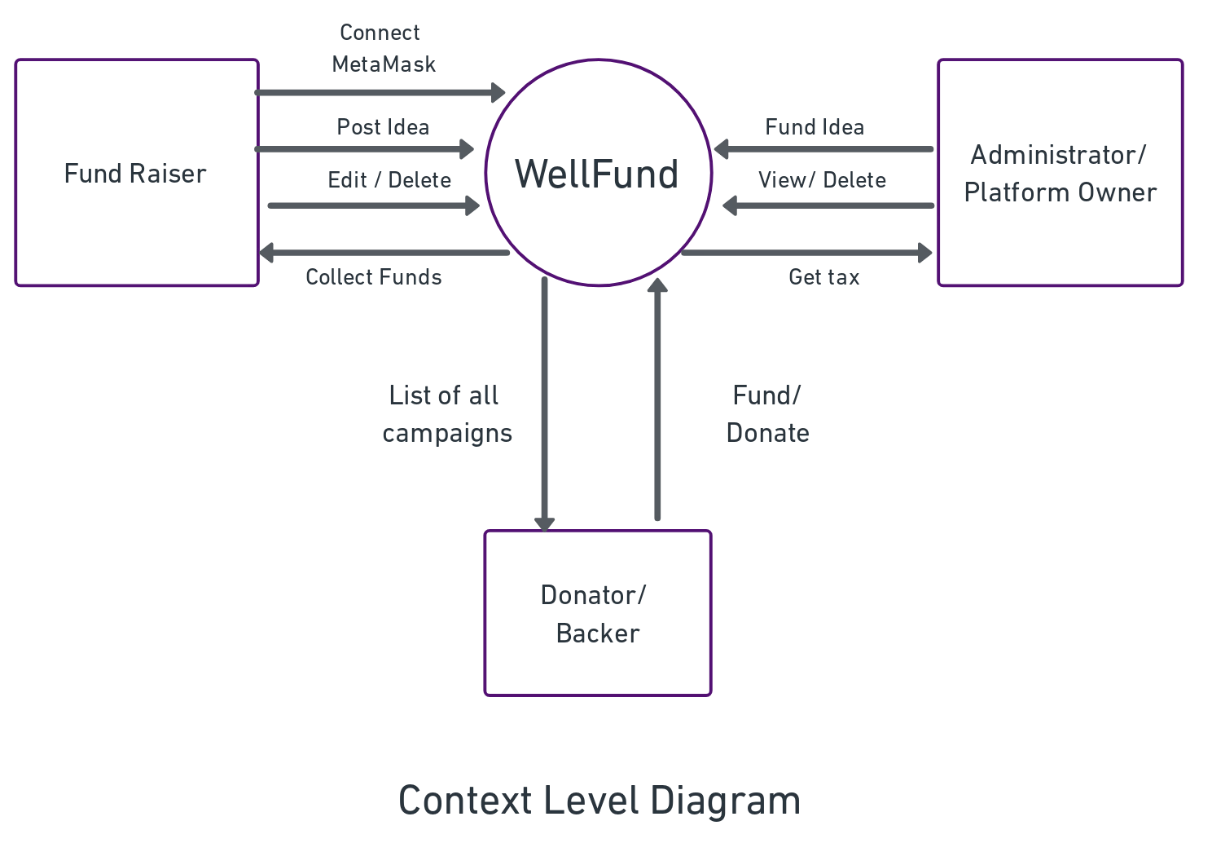 Connect
MetaMask
Fund Raiser
Post Idea
Edit / Delete
Collect Funds
WellFund
Fund Idea
View/ Delete
Get tax
Administrator/
Platform Owner
List of all
campaigns
Fund/
Donate
Donator/
Backer
Context Level Diagram